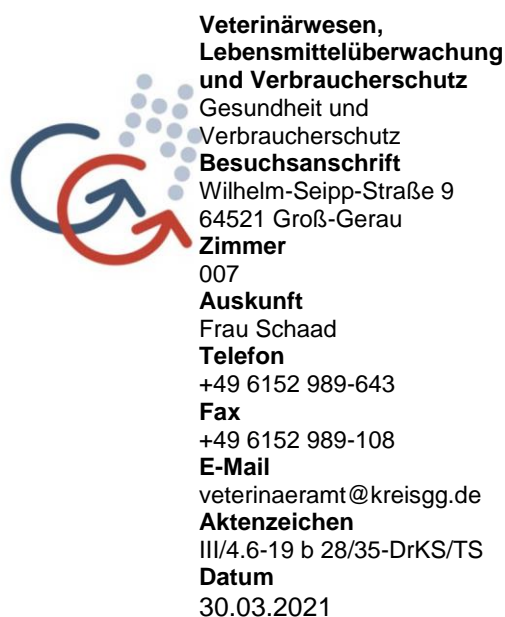 Veterinärwesen,
Lebensmittelüberwachung
und Verbraucherschutz
Gesundheit und
Verbraucherschutz
Besuchsanschrift
Wilhelm-Seipp-Straße 9
64521 Groß-Gerau
Zimmer
007
Auskunft
Frau Schaad
Telefon
+49 6152 989-643
Fax
+49 6152 989-108
E-Mail
veterinaeramt@kreisgg.de
Aktenzeichen
III/4.6-19 b 28/35-DrKS/TS
Datum
30.03.2021